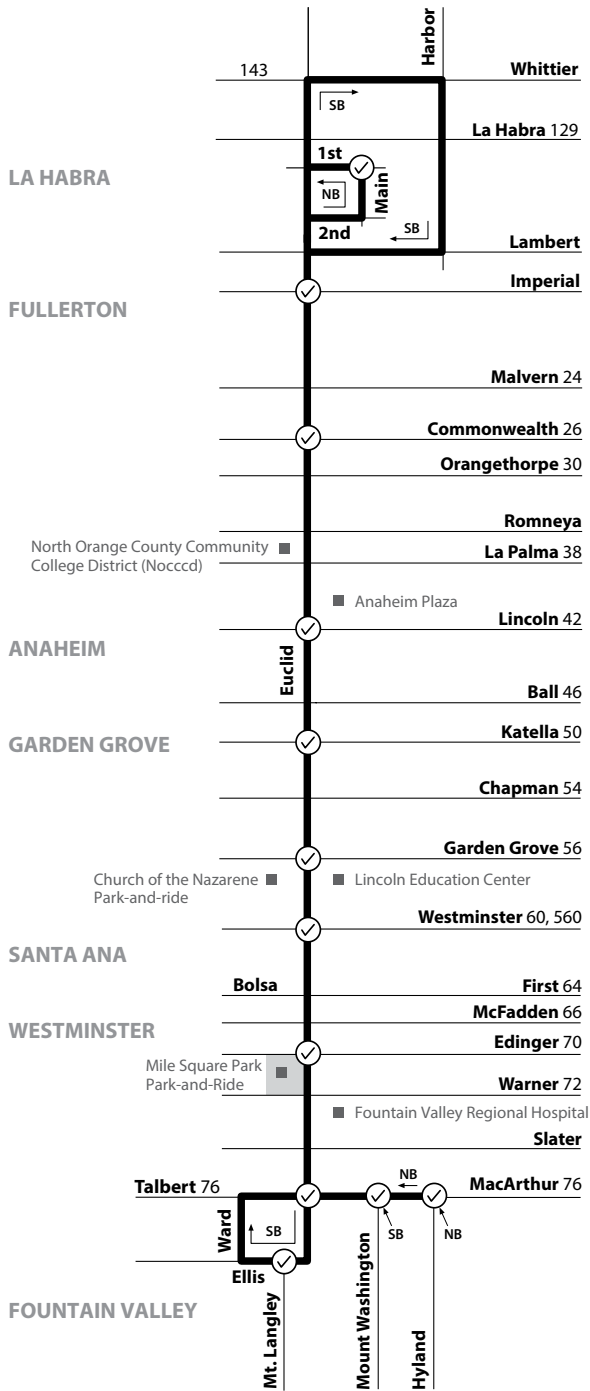 Harbor
143
Whittier
SB
La Habra 129
1st
LA HABRA
NB
Main
2nd
SB
Lambert
Imperial
FULLERTON
Malvern 24
Commonwealth 26
Orangethorpe 30
Romneya
North Orange County Community
College District (Nocccd)
La Palma 38
Anaheim Plaza
Lincoln 42
ANAHEIM
Euclid
Ball 46
Katella 50
GARDEN GROVE
Chapman 54
Garden Grove 56
Church of the Nazarene
Park-and-ride
Lincoln Education Center
Westminster 60, 560
SANTA ANA
Bolsa
First 64
McFadden 66
WESTMINSTER
Edinger 70
Mile Square Park
Park-and-Ride
Warner 72
Fountain Valley Regional Hospital
Slater
Talbert 76
NB
MacArthur 76
Ward
SB
SB
NB
Ellis
FOUNTAIN VALLEY
Mt. Langley
Mount Washington
Hyland